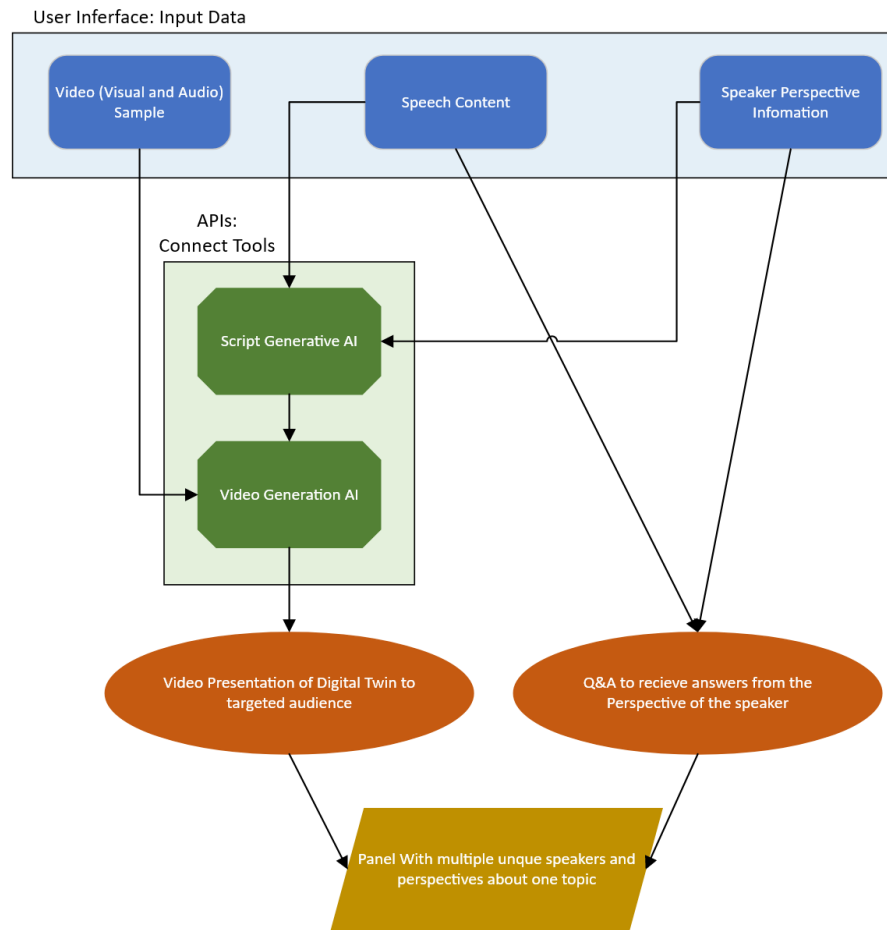 User Inferface: Input Data
Video (Visual and Audio)
Sample
Speech Content
Speaker Perspective
Infomation
APIs:
Connect Tools
Script Generative AI
Video Generation AI
Video Presentation of Digital Twin to
targeted audience
Q&A to recieve answers from the
Perspective of the speaker
Panel With multiple unque speakers and
perspectives about one topic